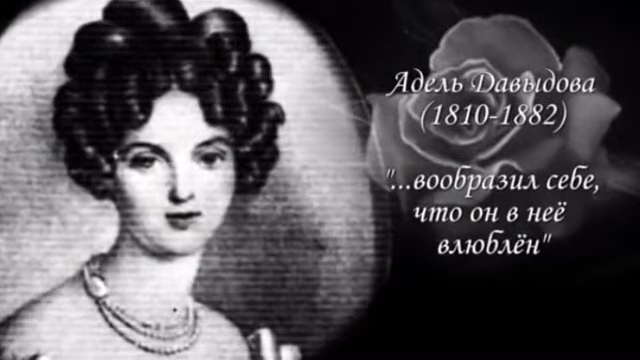 Адель Давыдова
(1810-1882)
"...вообразил себе,
что он в неё
влюблён"